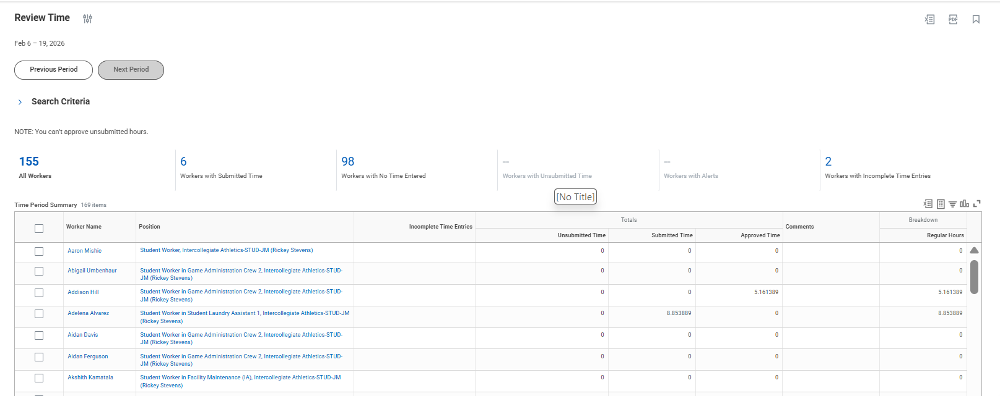 Review Time
PDF
Feb 6 – 19, 2026
Previous Period
Next Period
Search Criteria
NOTE: You can't approve unsubmitted hours.
155
All Workers
6
Workers with Submitted Time
98
Workers with No Time Entered
--
Workers with Unsubmitted Time
--
Workers with Alerts
2
Workers with Incomplete Time Entries
[No Title]
Time Period Summary 169 items
Worker Name
Position
Incomplete Time Entries
Totals
Unsubmitted Time
Submitted Time
Approved Time
Comments
Breakdown
Regular Hours
Aaron Mishic
Student Worker, Intercollegiate Athletics-STUD-JM (Rickey Stevens)
0
0
0
0
Abigail Umbenhaur
Student Worker in Game Administration Crew 2, Intercollegiate Athletics-STUD-
JM (Rickey Stevens)
0
0
0
0
Addison Hill
Student Worker in Game Administration Crew 2, Intercollegiate Athletics-STUD-
JM (Rickey Stevens)
0
0
5.161389
5.161389
Adelena Alvarez
Student Worker in Student Laundry Assistant 1, Intercollegiate Athletics-STUD-JM
(Rickey Stevens)
0
8.853889
0
8.853889
Aidan Davis
Student Worker in Game Administration Crew 2, Intercollegiate Athletics-STUD-
JM (Rickey Stevens)
0
0
0
0
Aidan Ferguson
Student Worker in Game Administration Crew 2, Intercollegiate Athletics-STUD-
JM (Rickey Stevens)
0
0
0
0
Akshith Kamatala
Student Worker in Facility Maintenance (IA), Intercollegiate Athletics-STUD-JM
(Rickey Stevens)
0
0
0
0